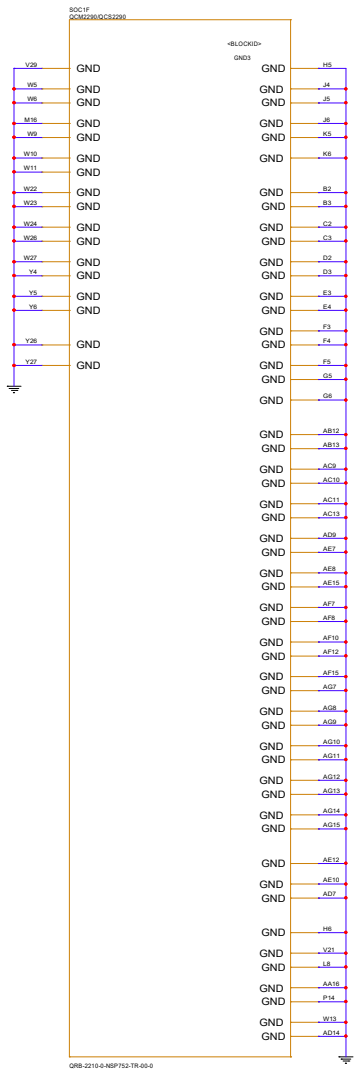 SOC1F
QCM2290/QCS2290
<BLOCKID>
GND3
V29 GND
W5 GND
W6 GND
M16 GND
W9 GND
W10 GND
W11 GND
W22 GND
W23 GND
W24 GND
W26 GND
W27 GND
Y4 GND
Y5 GND
Y6 GND
Y26 GND
Y27 GND
GND H5
GND J4
GND J5
GND J6
GND K5
GND K6
GND B2
GND B3
GND C2
GND C3
GND D2
GND D3
GND E3
GND E4
GND F3
GND F4
GND F5
GND G5
GND G6
GND AB12
GND AB13
GND AC9
GND AC10
GND AC11
GND AC13
GND AD9
GND AE7
GND AE8
GND AE15
GND AF7
GND AF8
GND AF10
GND AF12
GND AF15
GND AG7
GND AG8
GND AG9
GND AG10
GND AG11
GND AG12
GND AG13
GND AG14
GND AG15
GND AE12
GND AE10
GND AD7
GND H6
GND V21
GND L8
GND AA16
GND P14
GND W13
GND AD14
QRB-2210-0-NSP752-TR-00-0